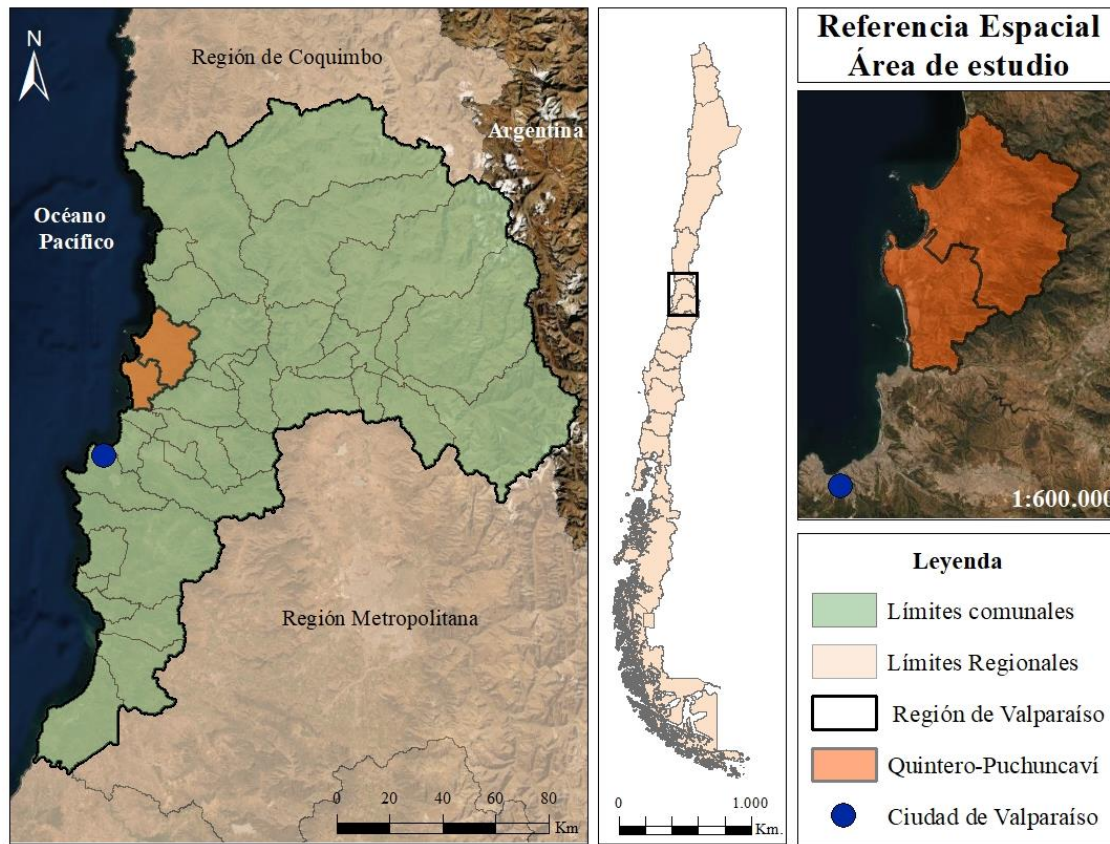 N
Región de Coquimbo
Argentina
Océano
Pacífico
Región Metropolitana
0 20 40 60 80
Km
0 1.000
Km.
Referencia Espacial
Área de estudio
1:600.000
Leyenda
Límites comunales
Límites Regionales
Región de Valparaíso
Quintero-Puchuncaví
Ciudad de Valparaíso